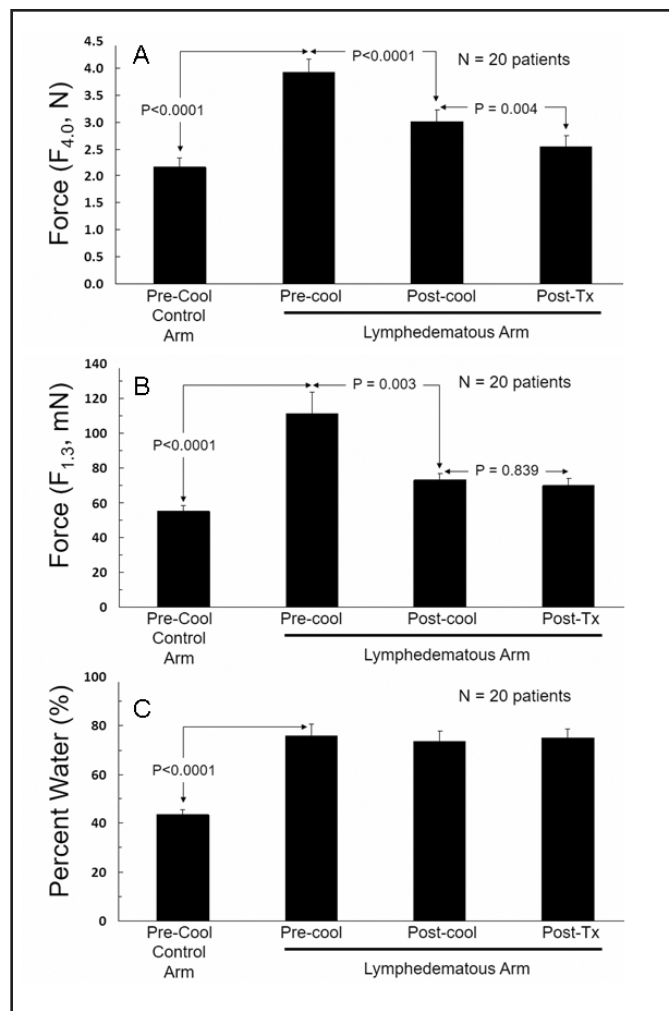 A
N = 20 patients
P<0.0001
P<0.0001
P = 0.004
Force (F4.0, N)
4.5
4.0
3.5
3.0
2.5
2.0
1.5
1.0
0.5
0.0
Pre-Cool Control Arm
Pre-cool
Post-cool
Post-Tx
Lymphedematous Arm
B
N = 20 patients
P = 0.003
P<0.0001
P = 0.839
Force (F1.3, mN)
140
120
100
80
60
40
20
0
Pre-Cool Control Arm
Pre-cool
Post-cool
Post-Tx
Lymphedematous Arm
C
N = 20 patients
P<0.0001
Percent Water (%)
100
80
60
40
20
0
Pre-Cool Control Arm
Pre-cool
Post-cool
Post-Tx
Lymphedematous Arm